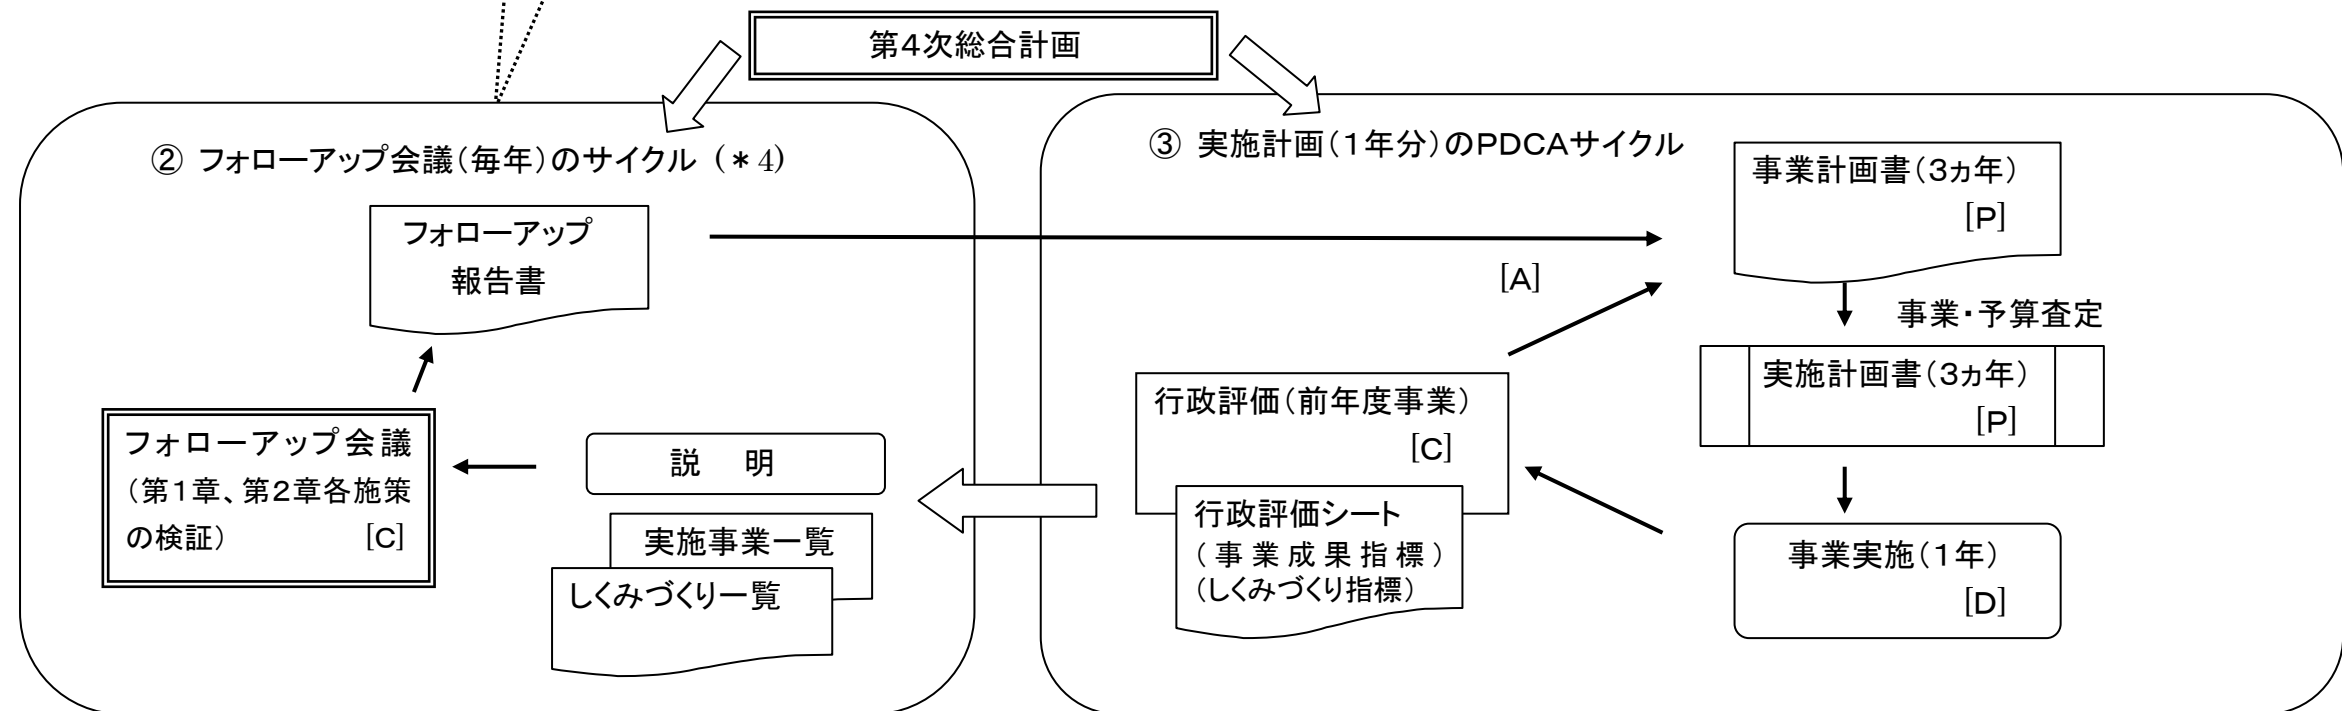 第4次総合計画
② フォローアップ会議(毎年)のサイクル (*4)
フォローアップ
報告書
フォローアップ会議
(第1章、第2章各施策
の検証) [C]
説 明
実施事業一覧
しくみづくり一覧
③ 実施計画(1年分)のPDCAサイクル
事業計画書(3ヵ年)
[P]
[A]
事業・予算査定
実施計画書(3ヵ年)
[P]
行政評価(前年度事業)
[C]
行政評価シート
(事業成果指標)
(しくみづくり指標)
事業実施(1年)
[D]